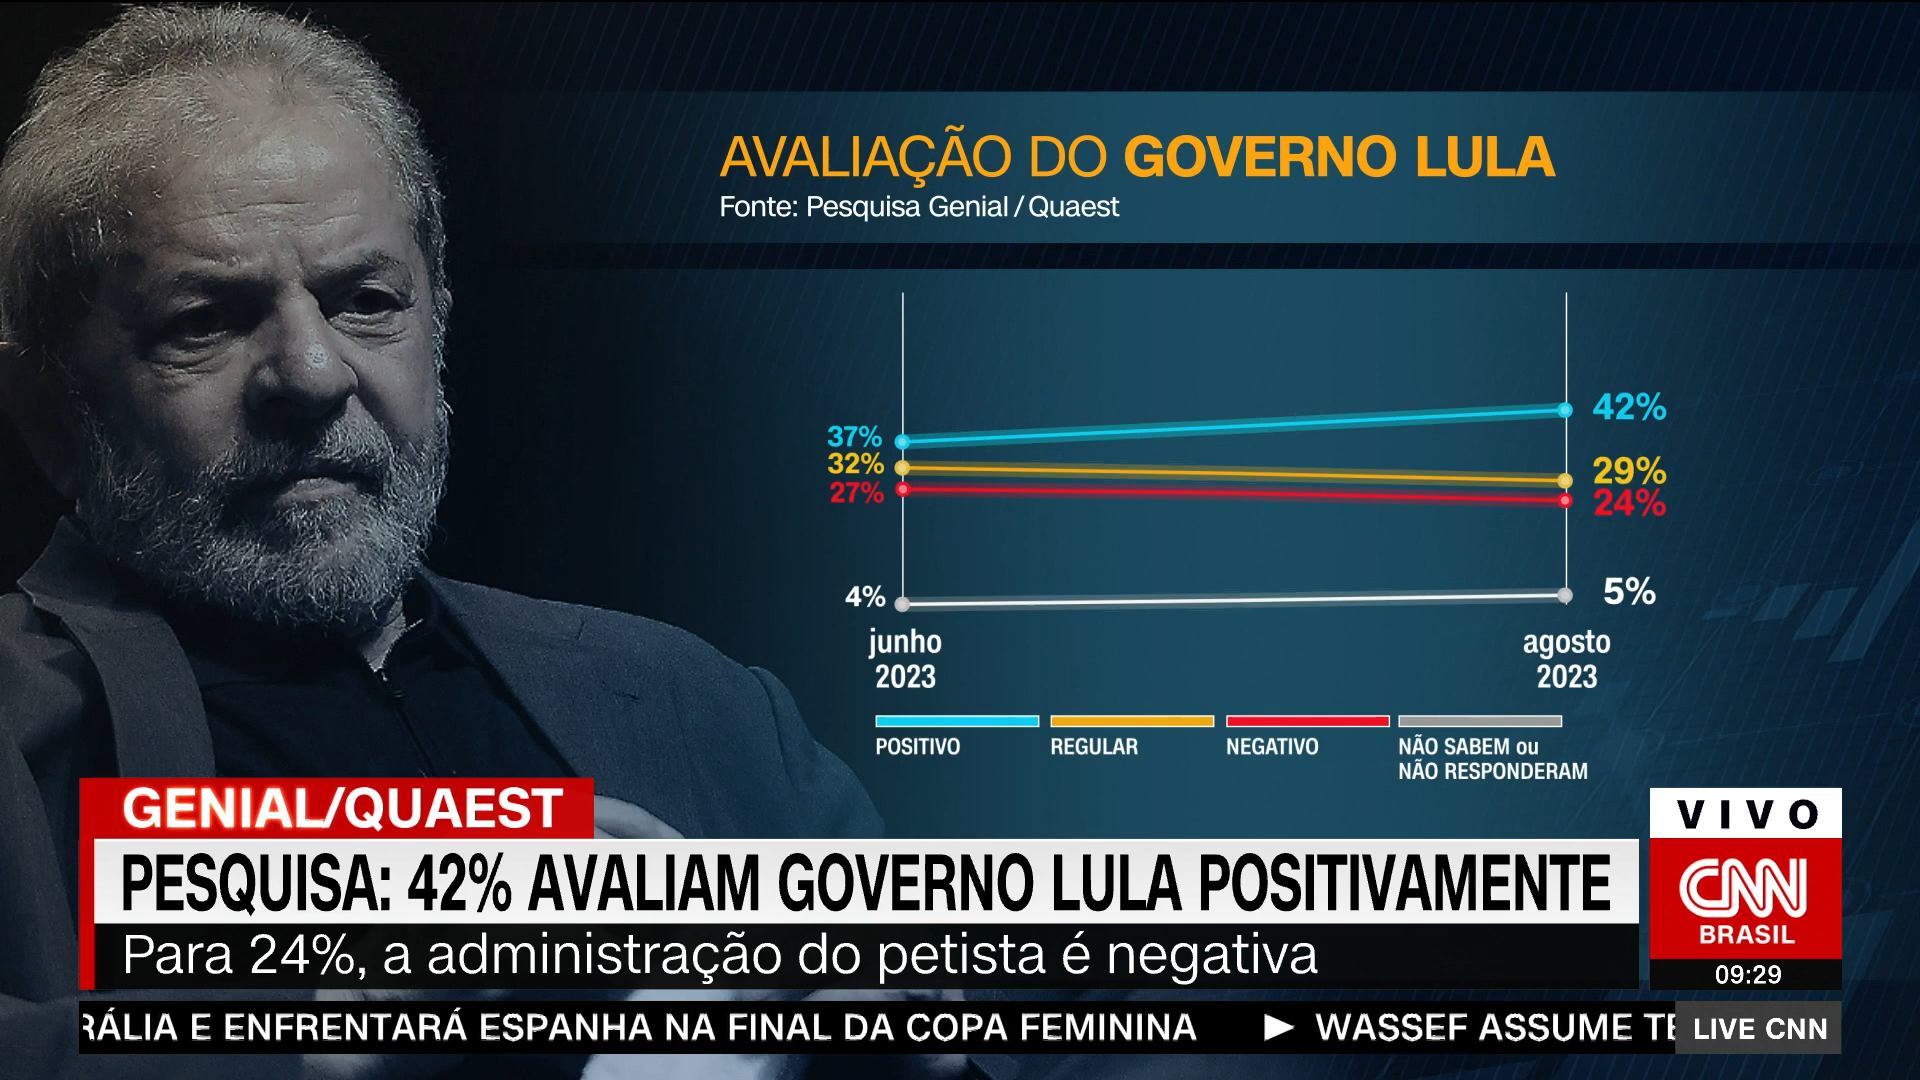 AVALIAÇÃO DO GOVERNO LULA
Fonte: Pesquisa Genial/Quaest
37%
32%
27%
4%
42%
29%
24%
5%
junho
2023
agosto
2023
POSITIVO
REGULAR
NEGATIVO
NÃO SABEM ou
NÃO RESPONDERAM
GENIAL/QUAEST
PESQUISA: 42% AVALIAM GOVERNO LULA POSITIVAMENTE
Para 24%, a administração do petista é negativa
VIVO
CNN
BRASIL
09:29
RÁLIA E ENFRENTARÁ ESPANHA NA FINAL DA COPA FEMININA ► WASSEF ASSUME
LIVE CNN